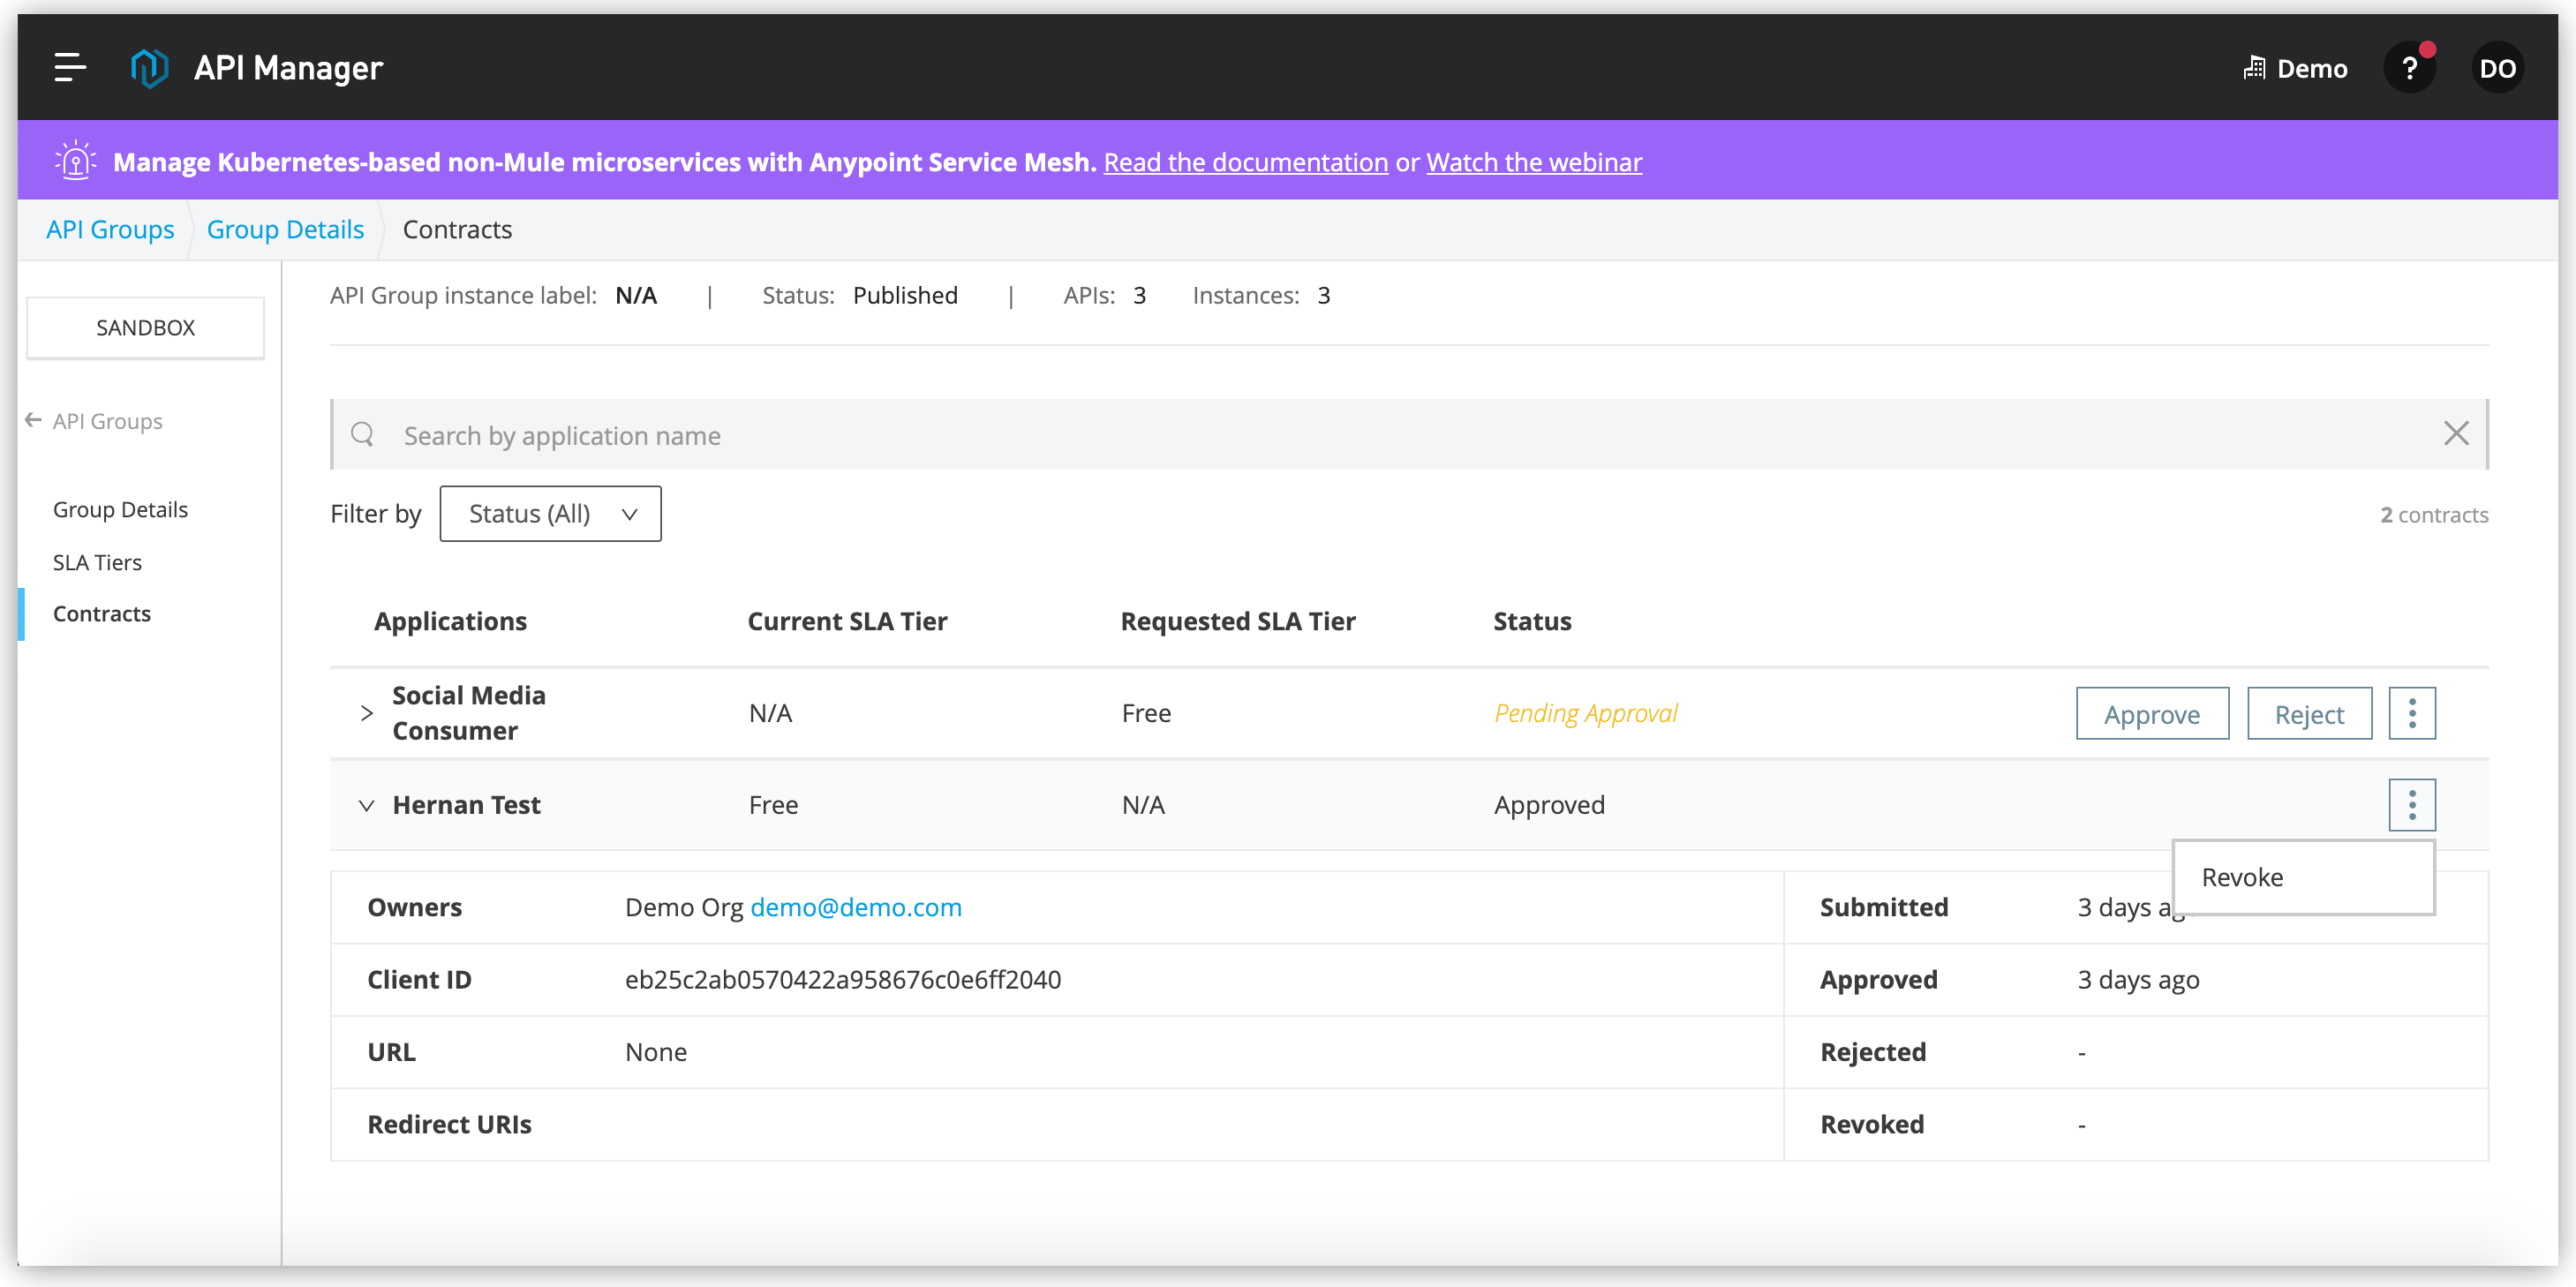 API Manager
Demo ? DO
Manage Kubernetes-based non-Mule microservices with Anypoint Service Mesh. Read the documentation or Watch the webinar
API Groups Group Details Contracts
SANDBOX
API Groups
Group Details
SLA Tiers
Contracts
API Group instance label: N/A | Status: Published | APIs: 3 Instances: 3
Search by application name
Filter by Status (All) 2 contracts
Applications Current SLA Tier Requested SLA Tier Status
Social Media
Consumer N/A Free Pending Approval Approve Reject
Hernan Test Free N/A Approved
Revoke
Owners Demo Org demo@demo.com Submitted 3 days
Client ID eb25c2ab0570422a958676c0e6ff2040 Approved 3 days ago
URL None Rejected -
Redirect URIs Revoked -